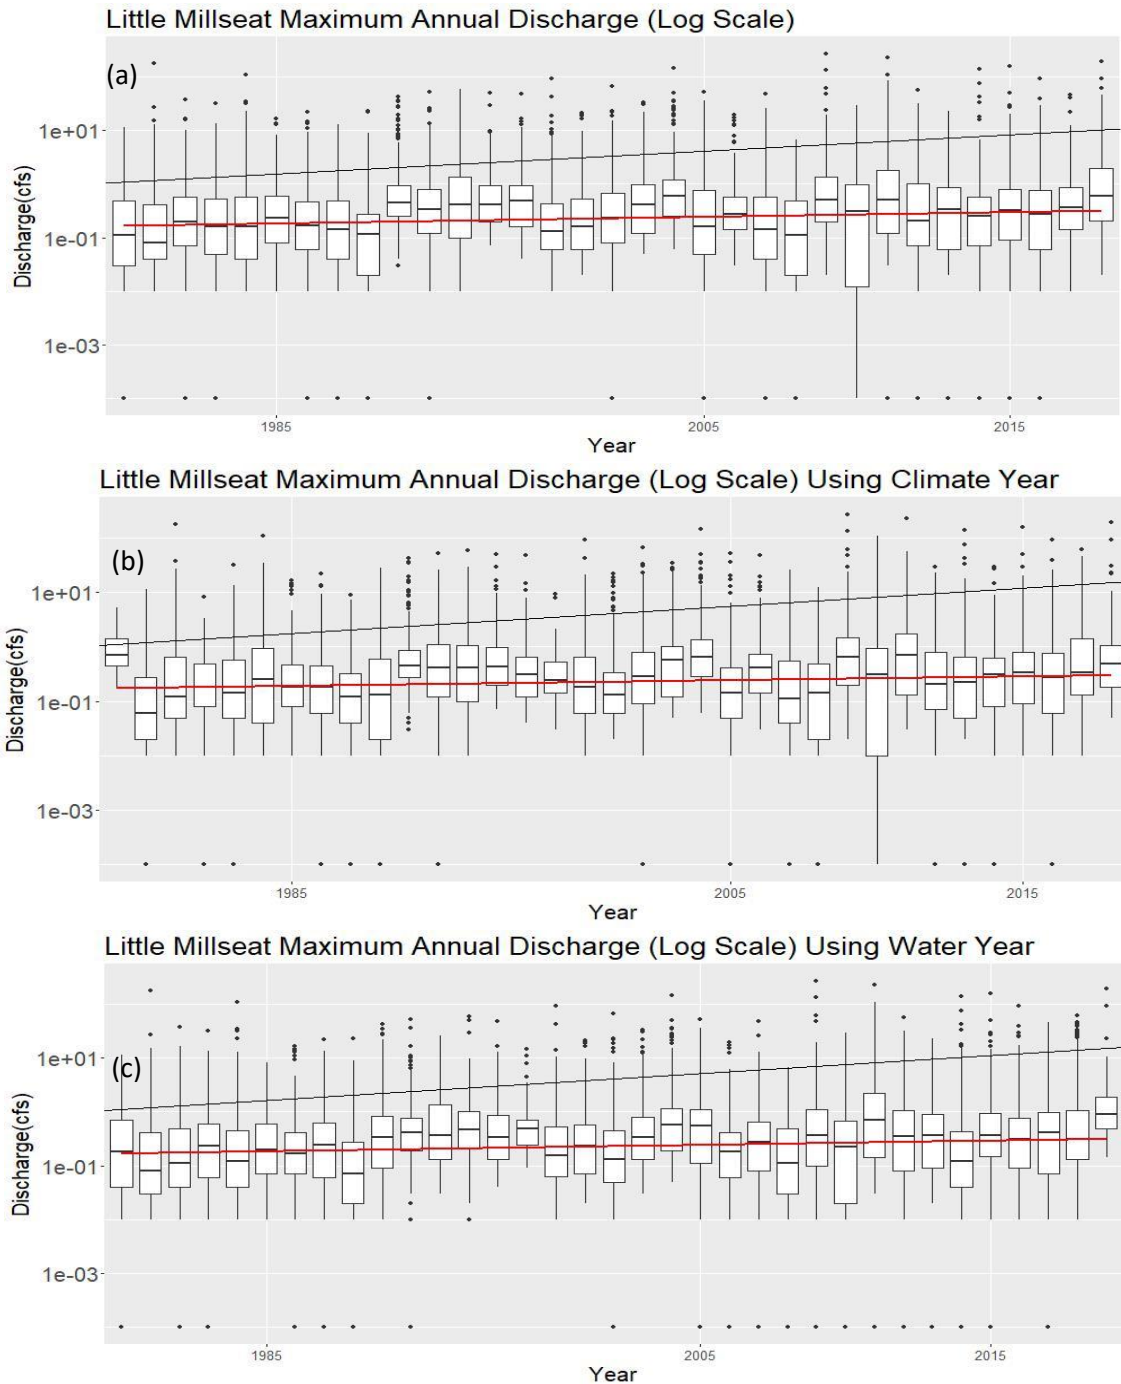 Little Millseat Maximum Annual Discharge (Log Scale)
(a)
1e+01
1e-01
1e-03
Discharge(cfs)
1985
2005
2015
Year
Little Millseat Maximum Annual Discharge (Log Scale) Using Climate Year
(b)
1e+01
1e-01
1e-03
Discharge(cfs)
1985
2005
2015
Year
Little Millseat Maximum Annual Discharge (Log Scale) Using Water Year
(c)
1e+01
1e-01
1e-03
Discharge(cfs)
1985
2005
2015
Year